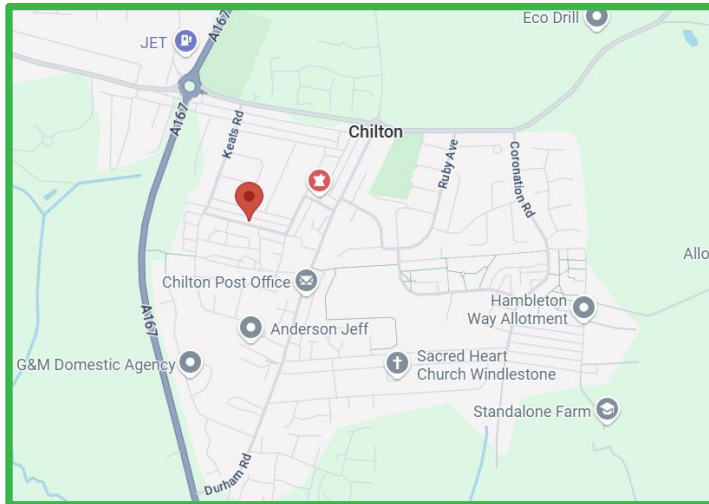 Eco Drill
JET
A167
Chilton
Keats Rd
A167
Ruby Ave
Coronation Rd
Allo
Chilton Post Office
Hambleton
Way Allotment
A167
Anderson Jeff
G&M Domestic Agency
Sacred Heart
Church Windlestone
Standalone Farm
Durham Rd